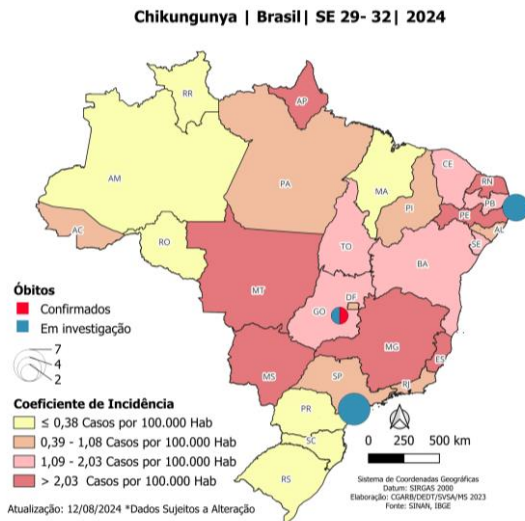 Chikungunya | Brasil| SE 29- 32| 2024
RR
AP
AM
PA
MA
CE
RN
PB
PI
PE
AL
SE
AC
RO
TO
BA
MT
DF
GO
MG
ES
MS
SP
RJ
PR
SC
RS
Óbitos
Confirmados
Em investigação
7
4
2
Coeficiente de Incidência
≤ 0,38 Casos por 100.000 Hab
0,39 - 1,08 Casos por 100.000 Hab
1,09 - 2,03 Casos por 100.000 Hab
> 2,03 Casos por 100.000 Hab
0 250 500 km
Sistema de Coordenadas Geográficas
Datum: SIRGAS 2000
Elaboração: CGARB/DEDT/SVSA/MS 2023
Fonte: SINAN, IBGE
Atualização: 12/08/2024 *Dados Sujeitos a Alteração